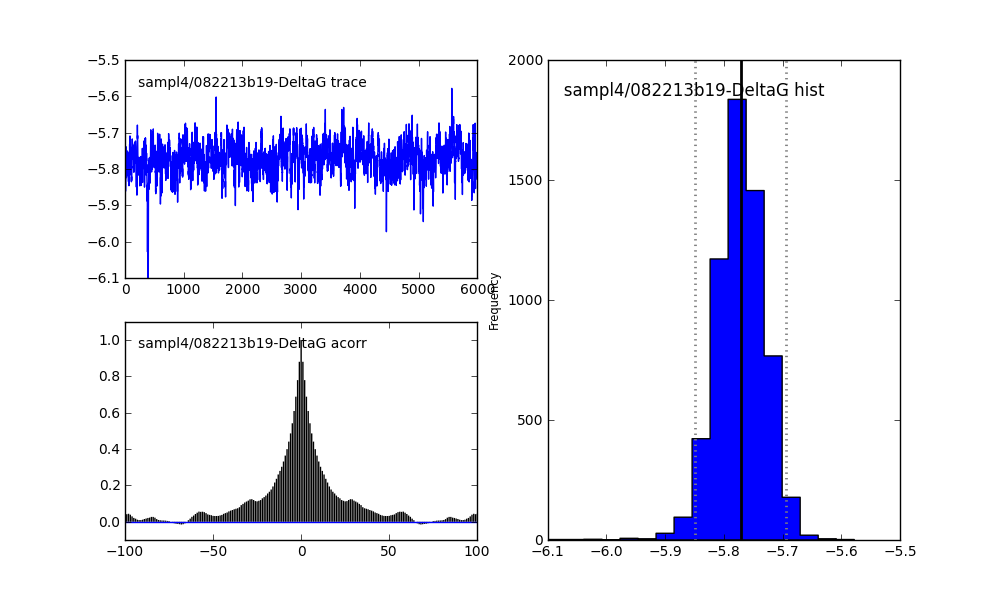 −5.5
−5.6
−5.7
−5.8
−5.9
−6.0
−6.1
sampl4/082213b19-DeltaG trace
0 1000 2000 3000 4000 5000 6000
1.0
0.8
0.6
0.4
0.2
0.0
sampl4/082213b19-DeltaG acorr
−100 −50 0 50 100
Frequency
2000
1500
1000
500
0
sampl4/082213b19-DeltaG hist
−6.1 −6.0 −5.9 −5.8 −5.7 −5.6 −5.5